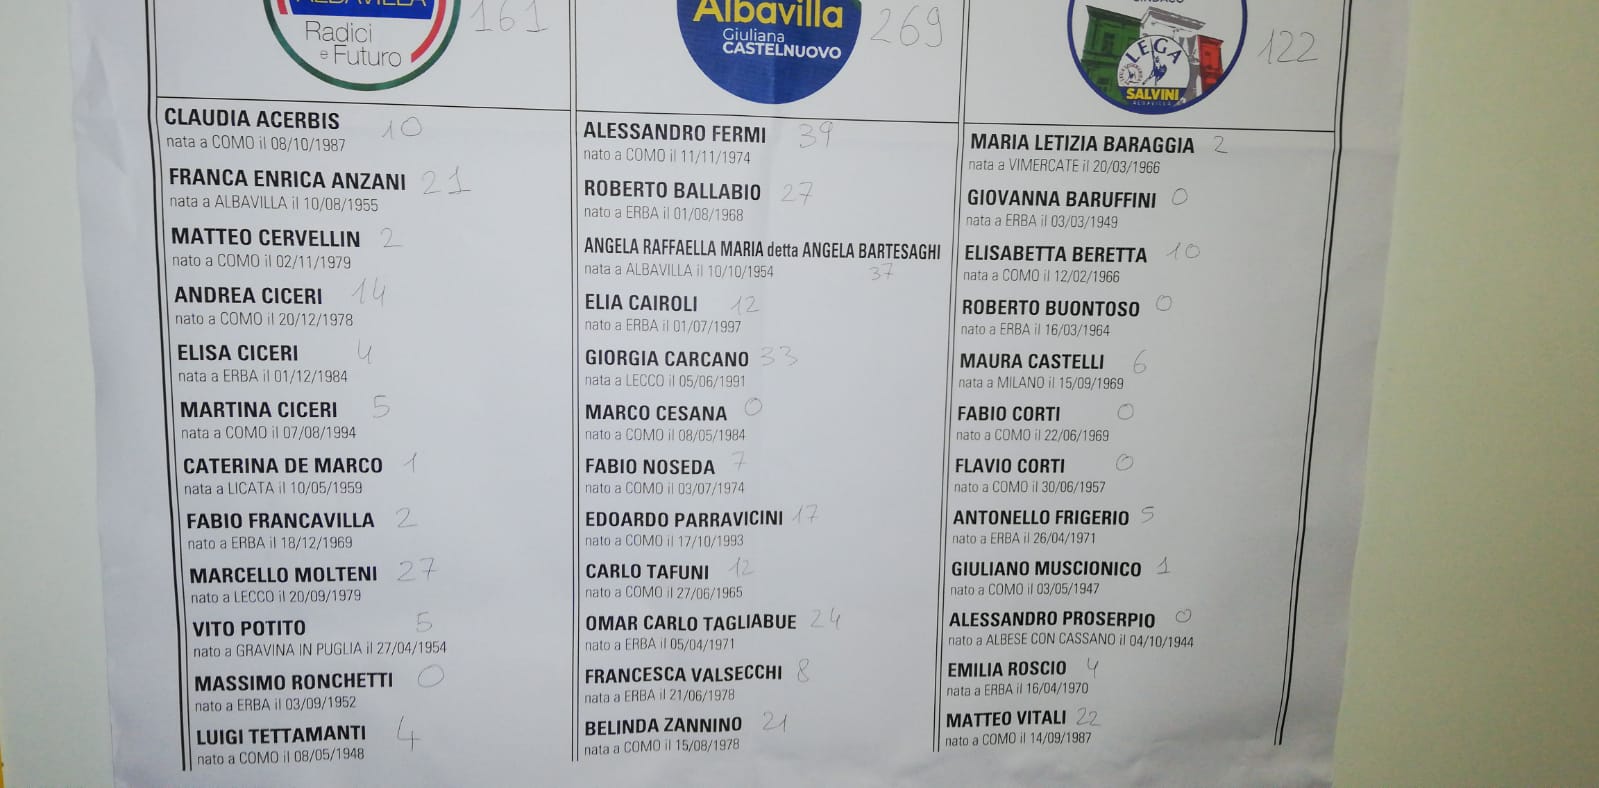 ALBAVILLA
Radici
e Futuro
161
CLAUDIA ACERBIS 10
nata a COMO il 08/10/1987
FRANCA ENRICA ANZANI 21
nata a ALBAVILLA il 10/08/1955
MATTEO CERVELLIN 2
nato a COMO il 02/11/1979
ANDREA CICERI 14
nato a COMO il 20/12/1978
ELISA CICERI 4
nata a ERBA il 01/12/1984
MARTINA CICERI 5
nata a COMO il 07/08/1994
CATERINA DE MARCO 1
nata a LICATA il 10/05/1959
FABIO FRANCAVILLA 2
nato a ERBA il 18/12/1969
MARCELLO MOLTENI 27
nato a LECCO il 20/09/1979
VITO POTITO 5
nato a GRAVINA IN PUGLIA il 27/04/1954
MASSIMO RONCHETTI 0
nato a ERBA il 03/09/1952
LUIGI TETTAMANTI 4
nato a COMO il 08/05/1948
Albavilla
Giuliana
CASTELNUOVO
269
ALESSANDRO FERMI 39
nato a COMO il 11/11/1974
ROBERTO BALLABIO 27
nato a ERBA il 01/08/1968
ANGELA RAFFAELLA MARIA detta ANGELA BARTESAGHI
nata a ALBAVILLA il 10/10/1954 37
ELIA CAIROLI 12
nato a ERBA il 01/07/1997
GIORGIA CARCANO 33
nata a LECCO il 05/06/1991
MARCO CESANA 0
nato a COMO il 08/05/1984
FABIO NOSEDA 7
nato a COMO il 03/07/1974
EDOARDO PARRAVICINI 17
nato a COMO il 17/10/1993
CARLO TAFUNI 12
nato a COMO il 27/06/1965
OMAR CARLO TAGLIABUE 24
nato a ERBA il 05/04/1971
FRANCESCA VALSECCHI 8
nata a ERBA il 21/06/1978
BELINDA ZANNINO 21
nata a COMO il 15/08/1978
SINDACO
LEGA
SALVINI
ALBAVILLA
122
MARIA LETIZIA BARAGGIA 2
nata a VIMERCATE il 20/03/1966
GIOVANNA BARUFFINI 0
nata a ERBA il 03/03/1949
ELISABETTA BERETTA 10
nata a COMO il 12/02/1966
ROBERTO BUONTOSO 0
nato a ERBA il 16/03/1964
MAURA CASTELLI 6
nata a MILANO il 15/09/1969
FABIO CORTI 0
nato a COMO il 22/06/1969
FLAVIO CORTI 0
nato a COMO il 30/06/1957
ANTONELLO FRIGERIO 5
nato a ERBA il 26/04/1971
GIULIANO MUSCIONICO 1
nato a COMO il 03/05/1947
ALESSANDRO PROSERPIO 0
nato a ALBESE CON CASSANO il 04/10/1944
EMILIA ROSCIO 4
nata a ERBA il 16/04/1970
MATTEO VITALI 22
nato a COMO il 14/09/1987